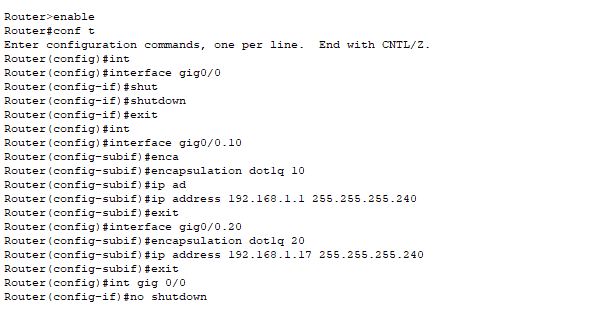 Router>enable
Router#conf t
Enter configuration commands, one per line.  End with CNTL/Z.
Router(config)#int
Router(config)#interface gig0/0
Router(config-if)#shut
Router(config-if)#shutdown
Router(config-if)#exit
Router(config)#int
Router(config)#interface gig0/0.10
Router(config-subif)#enca
Router(config-subif)#encapsulation dot1q 10
Router(config-subif)#ip ad
Router(config-subif)#ip address 192.168.1.1 255.255.255.240
Router(config-subif)#exit
Router(config)#interface gig0/0.20
Router(config-subif)#encapsulation dot1q 20
Router(config-subif)#ip address 192.168.1.17 255.255.255.240
Router(config-subif)#exit
Router(config)#int gig 0/0
Router(config-if)#no shutdown